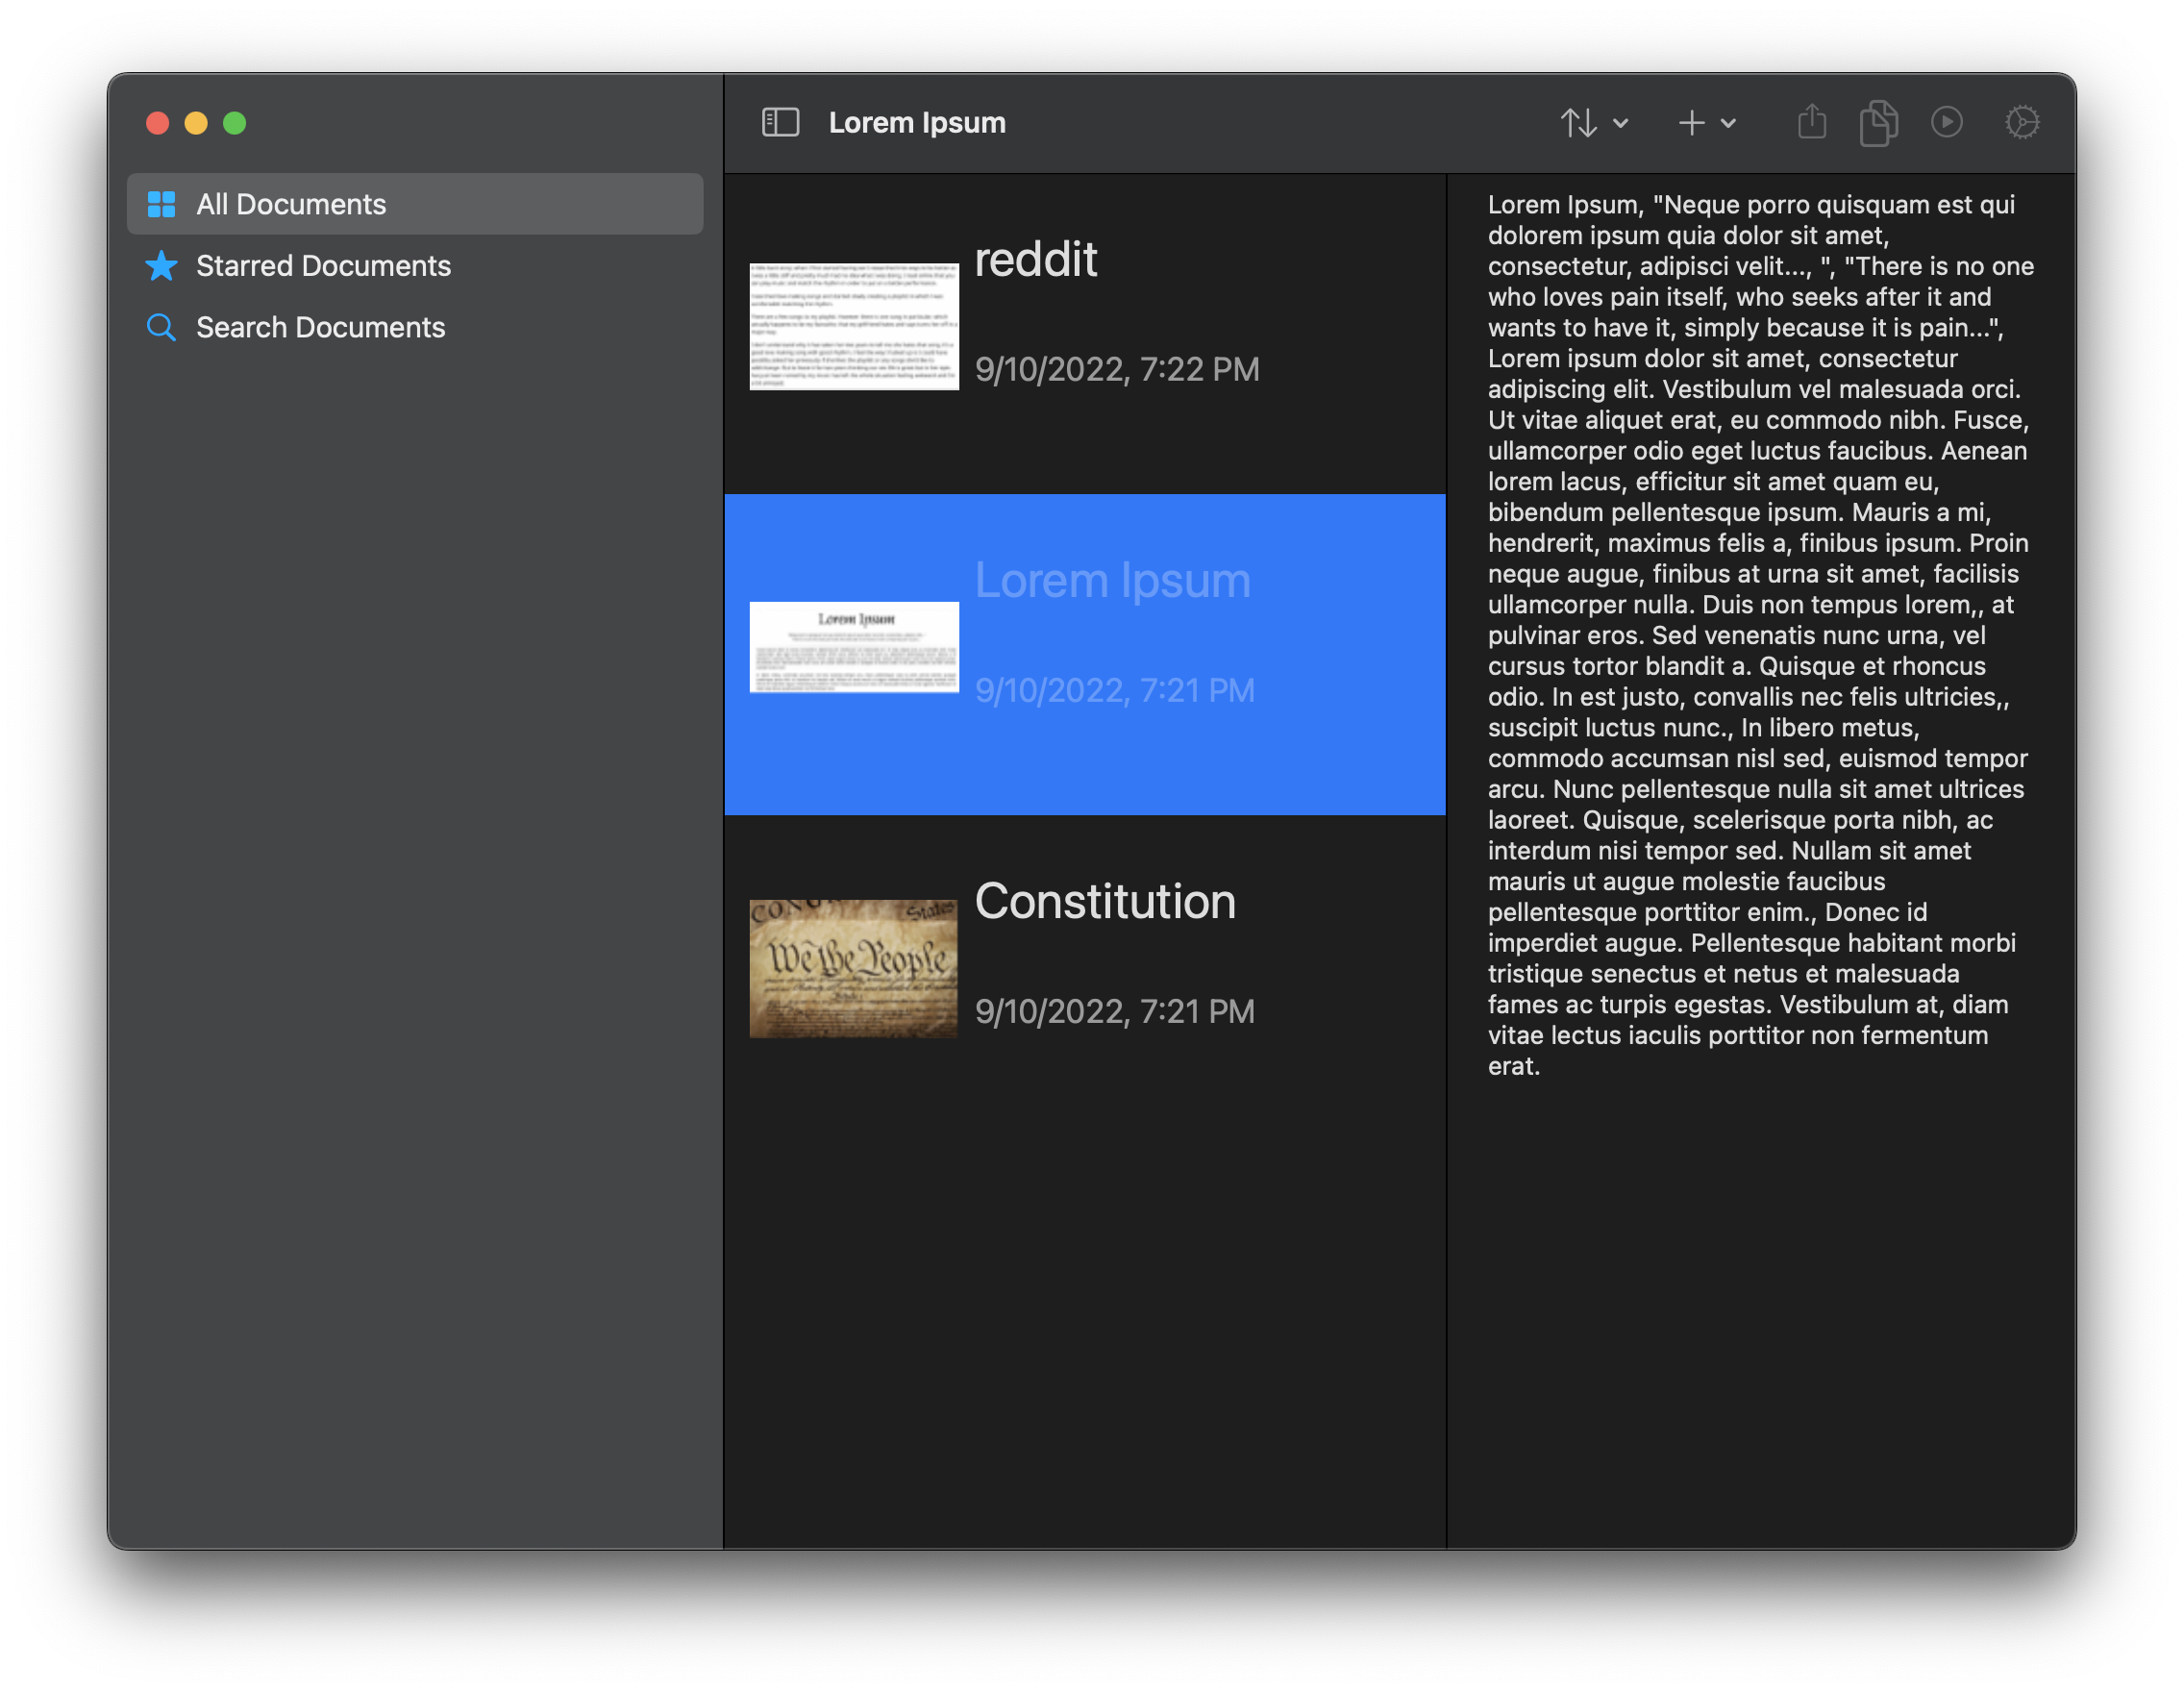 Lorem Ipsum
All Documents
Starred Documents
Search Documents
reddit
9/10/2022, 7:22 PM
Lorem Ipsum
Lorem Ipsum
9/10/2022, 7:21 PM
CONGR
States
We the People
Constitution
9/10/2022, 7:21 PM
Lorem Ipsum, "Neque porro quisquam est qui
dolorem ipsum quia dolor sit amet,
consectetur, adipisci velit..., ", "There is no one
who loves pain itself, who seeks after it and
wants to have it, simply because it is pain...",
Lorem ipsum dolor sit amet, consectetur
adipiscing elit. Vestibulum vel malesuada orci.
Ut vitae aliquet erat, eu commodo nibh. Fusce,
ullamcorper odio eget luctus faucibus. Aenean
lorem lacus, efficitur sit amet quam eu,
bibendum pellentesque ipsum. Mauris a mi,
hendrerit, maximus felis a, finibus ipsum. Proin
neque augue, finibus at urna sit amet, facilisis
ullamcorper nulla. Duis non tempus lorem,, at
pulvinar eros. Sed venenatis nunc urna, vel
cursus tortor blandit a. Quisque et rhoncus
odio. In est justo, convallis nec felis ultricies,,
suscipit luctus nunc., In libero metus,
commodo accumsan nisl sed, euismod tempor
arcu. Nunc pellentesque nulla sit amet ultrices
laoreet. Quisque, scelerisque porta nibh, ac
interdum nisi tempor sed. Nullam sit amet
mauris ut augue molestie faucibus
pellentesque porttitor enim., Donec id
imperdiet augue. Pellentesque habitant morbi
tristique senectus et netus et malesuada
fames ac turpis egestas. Vestibulum at, diam
vitae lectus iaculis porttitor non fermentum
erat.